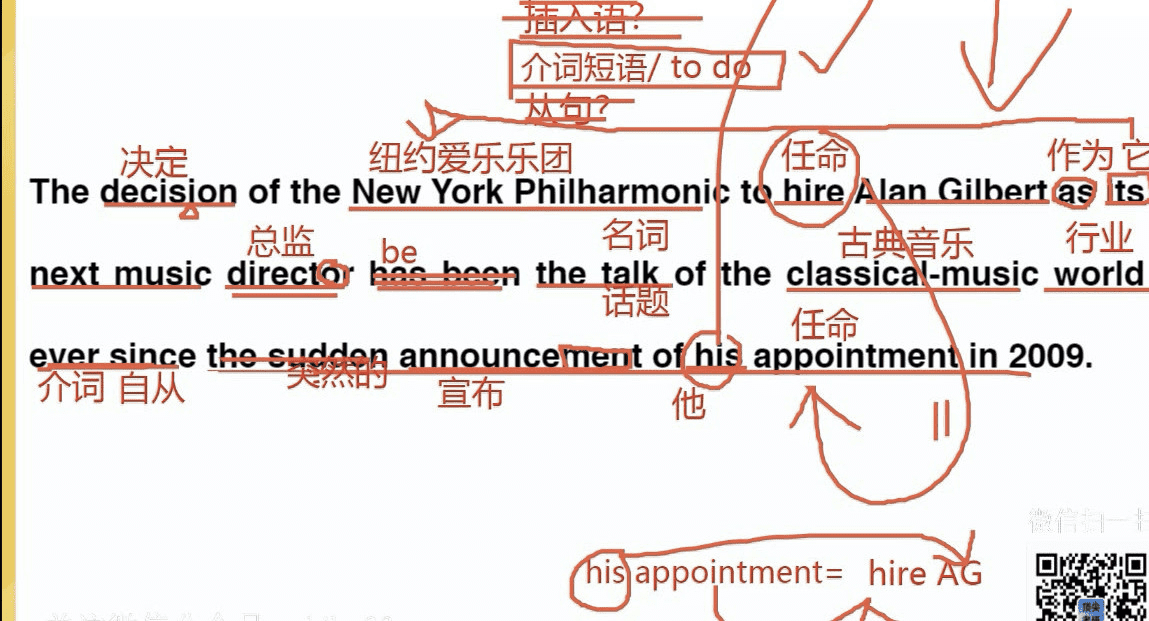 插入语?
介词短语/ to do
从句?
决定 纽约爱乐乐团 任命 作为 它
The decision of the New York Philharmonic to hire Alan Gilbert as its
总监 be 名词 古典音乐 行业
next music director has been the talk of the classical-music world
话题 任命
ever since the sudden announcement of his appointment in 2009.
介词 自从 突然的 宣布 他
微信扫一扫
his appointment= hire AG